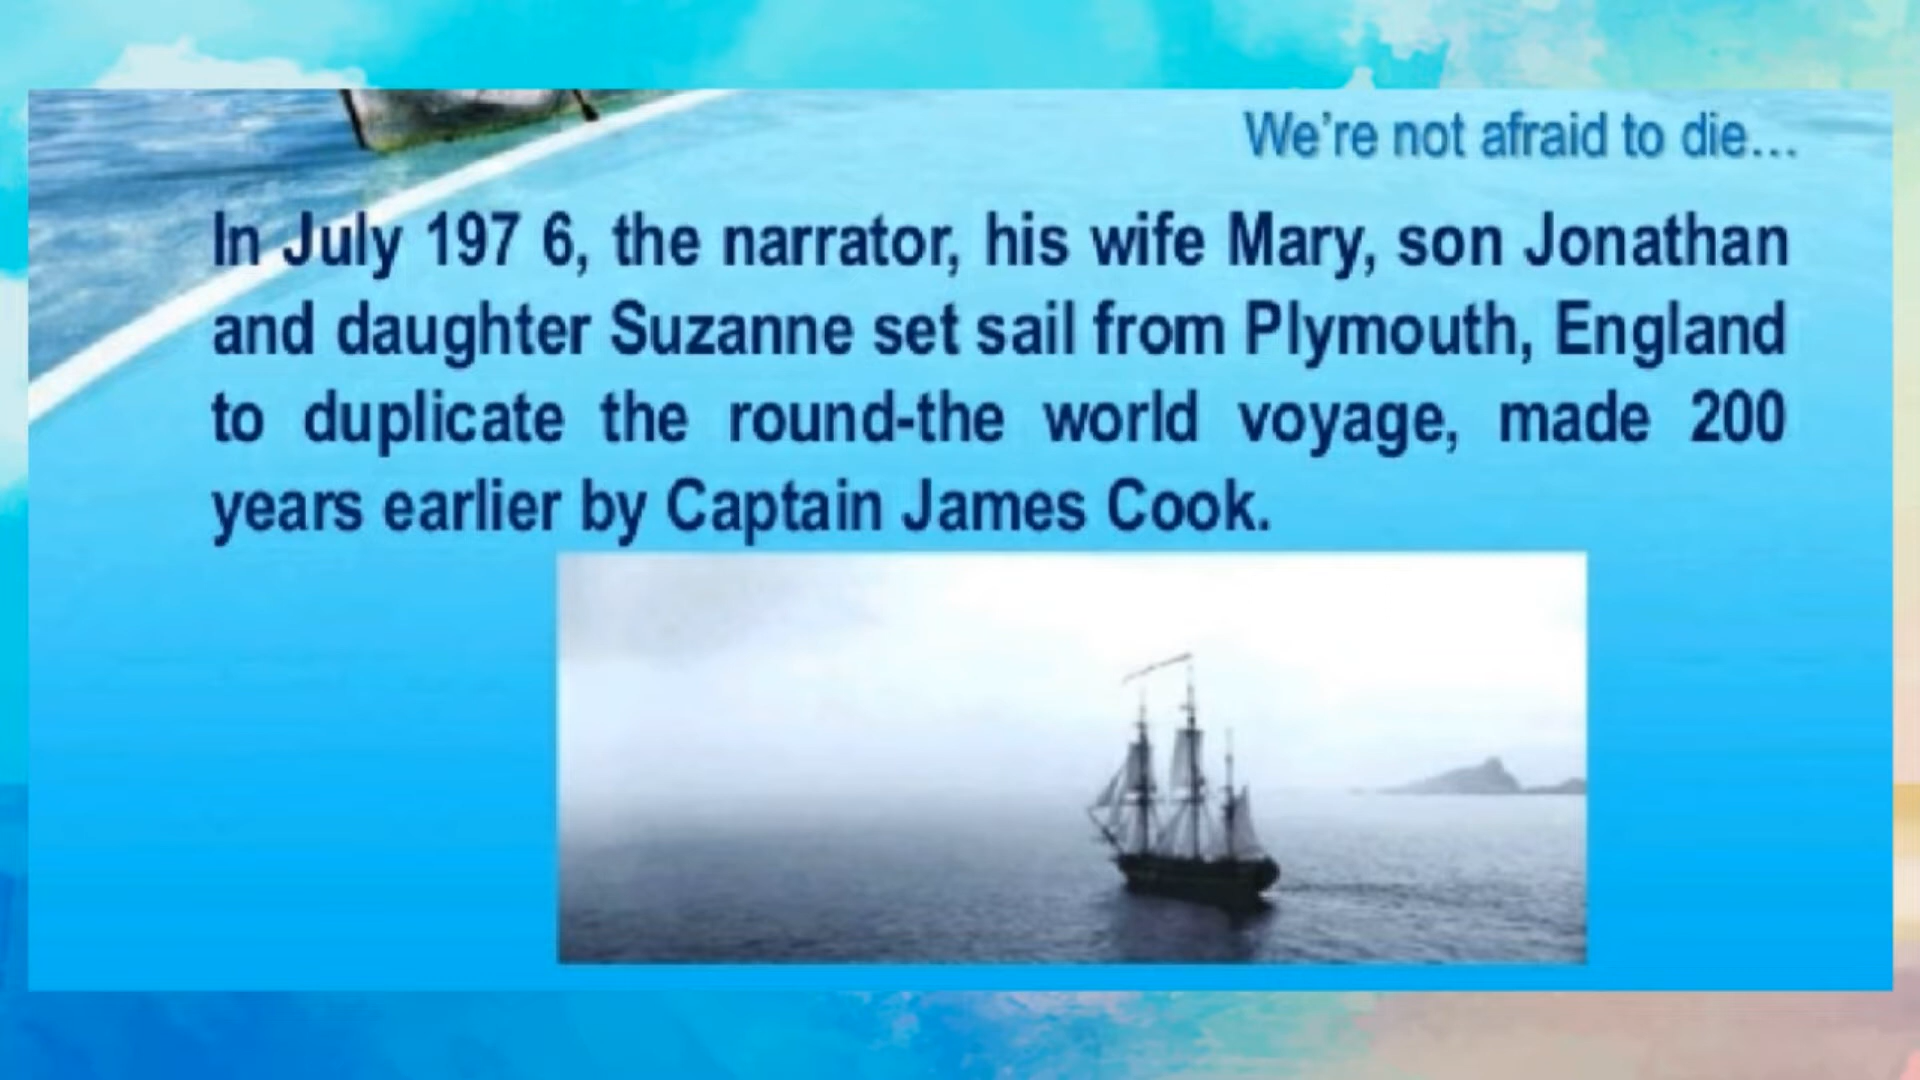 We're not afraid to die...
In July 197 6, the narrator, his wife Mary, son Jonathan
and daughter Suzanne set sail from Plymouth, England
to duplicate the round-the world voyage, made 200
years earlier by Captain James Cook.